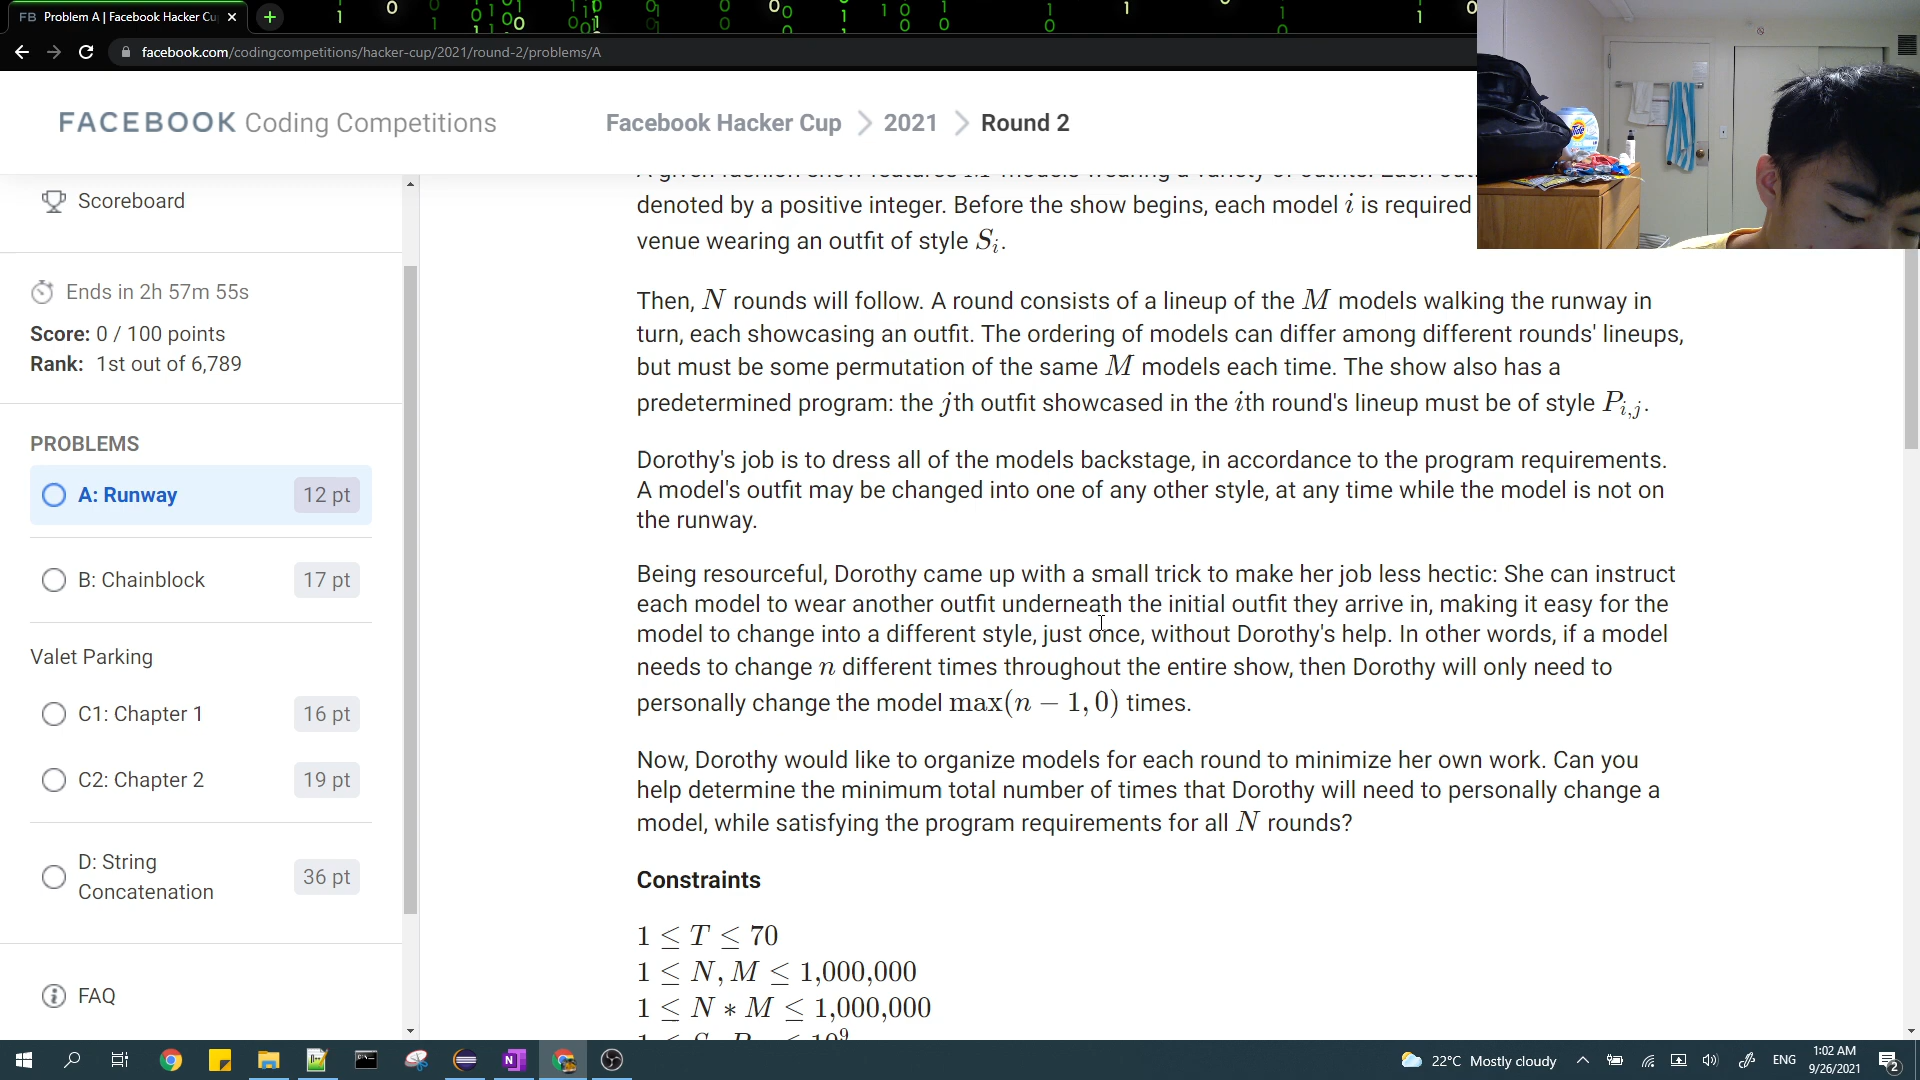 FB Problem A | Facebook Hacker Cu
facebook.com/codingcompetitions/hacker-cup/2021/round-2/problems/A
FACEBOOK Coding Competitions
Facebook Hacker Cup > 2021 > Round 2
Scoreboard
Ends in 2h 57m 55s
Score: 0 / 100 points
Rank: 1st out of 6,789
PROBLEMS
A: Runway 12 pt
B: Chainblock 17 pt
Valet Parking
C1: Chapter 1 16 pt
C2: Chapter 2 19 pt
D: String
Concatenation
36 pt
FAQ
denoted by a positive integer. Before the show begins, each model i is required
venue wearing an outfit of style S_i.
Then, N rounds will follow. A round consists of a lineup of the M models walking the runway in
turn, each showcasing an outfit. The ordering of models can differ among different rounds' lineups,
but must be some permutation of the same M models each time. The show also has a
predetermined program: the jth outfit showcased in the ith round's lineup must be of style P_{i,j}.
Dorothy's job is to dress all of the models backstage, in accordance to the program requirements.
A model's outfit may be changed into one of any other style, at any time while the model is not on
the runway.
Being resourceful, Dorothy came up with a small trick to make her job less hectic: She can instruct
each model to wear another outfit underneath the initial outfit they arrive in, making it easy for the
model to change into a different style, just once, without Dorothy's help. In other words, if a model
needs to change n different times throughout the entire show, then Dorothy will only need to
personally change the model max(n − 1, 0) times.
Now, Dorothy would like to organize models for each round to minimize her own work. Can you
help determine the minimum total number of times that Dorothy will need to personally change a
model, while satisfying the program requirements for all N rounds?
Constraints
1 ≤ T ≤ 70
1 ≤ N, M ≤ 1,000,000
1 ≤ N * M ≤ 1,000,000
Tide
22°C Mostly cloudy
ENG
1:02 AM
9/26/2021
2